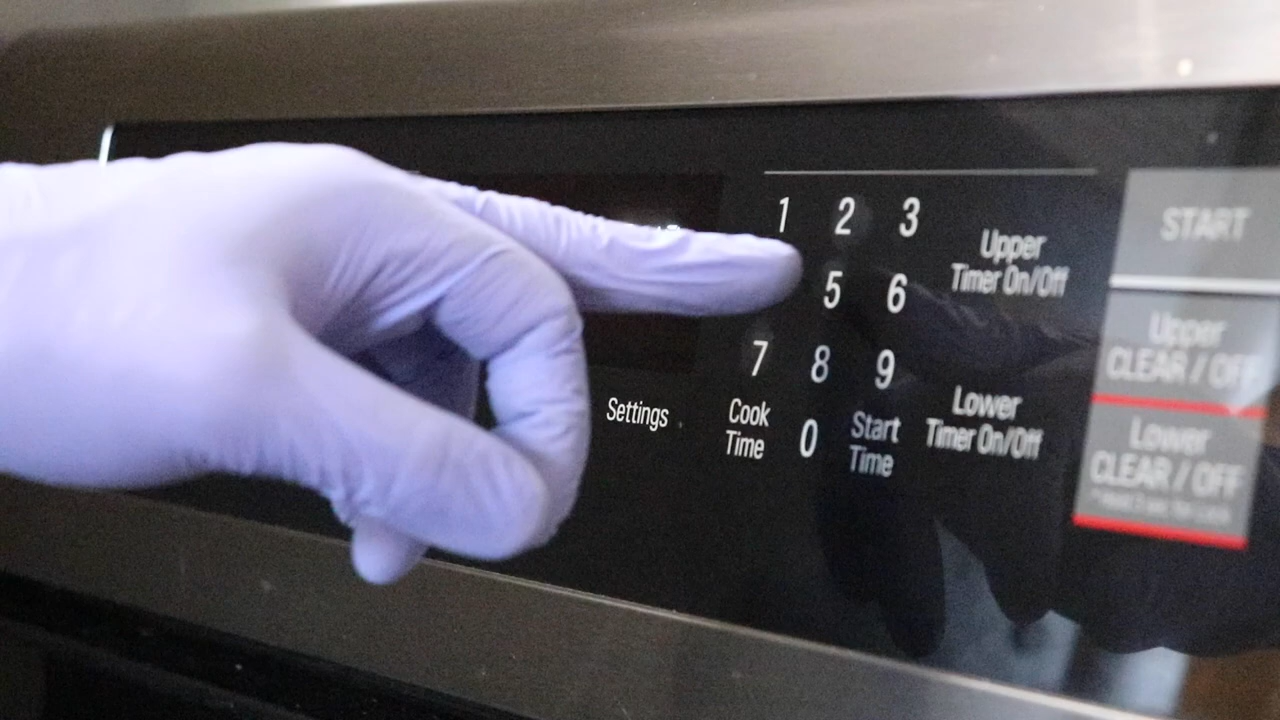 1 2 3
Upper
Timer On/Off
START
5 6
Upper
CLEAR / OFF
7 8 9
Settings
Cook
Time
0
Start
Time
Lower
Timer On/Off
Lower
CLEAR / OFF